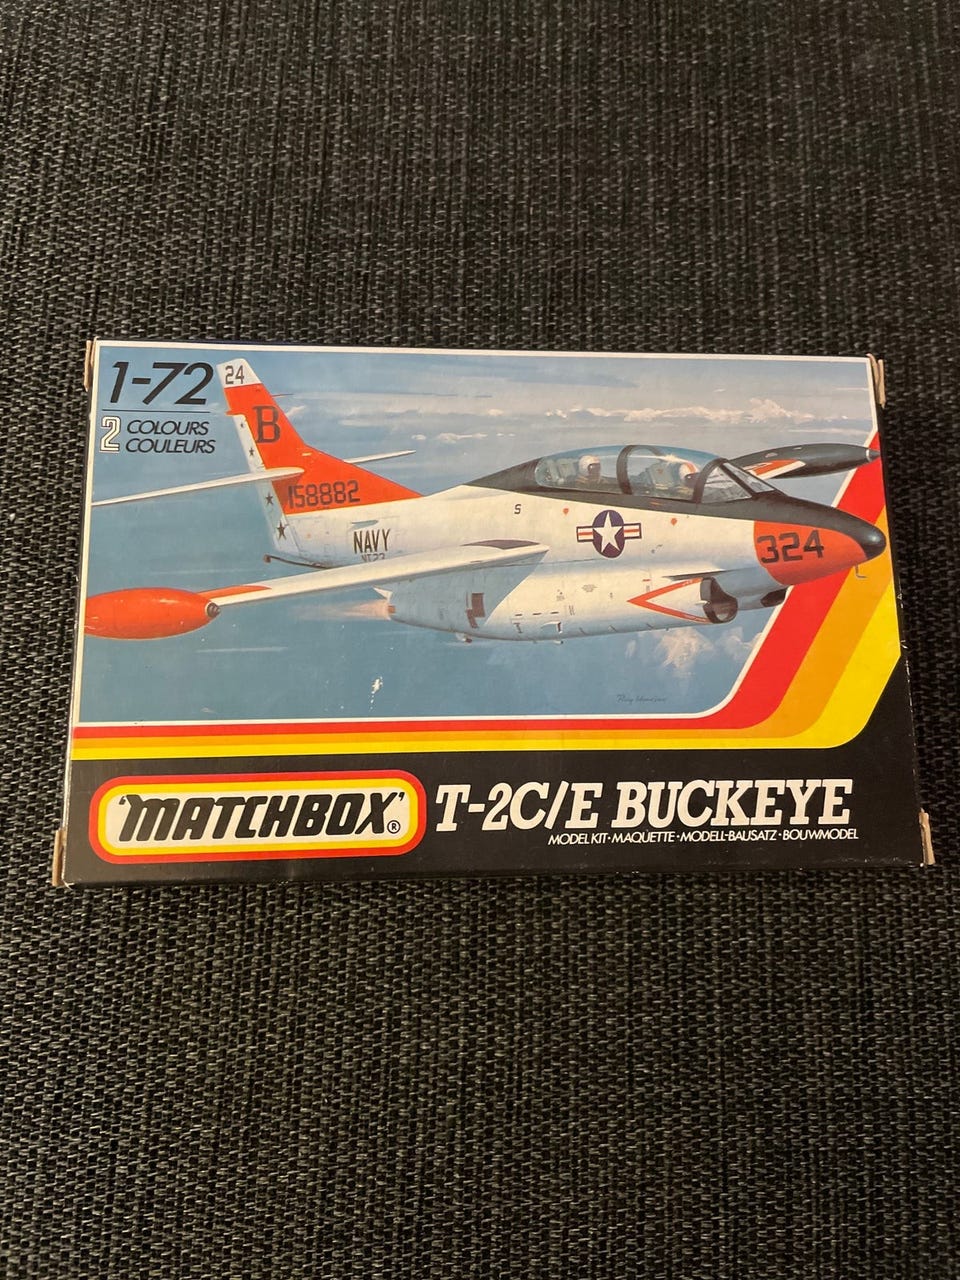 1-72
2 COLOURS
COULEURS
24
B
158882
NAVY
S
324
'MATCHBOX'®
T-2C/E BUCKEYE
MODEL KIT·MAQUETTE·MODELL-BAUSATZ·BOUWMODEL